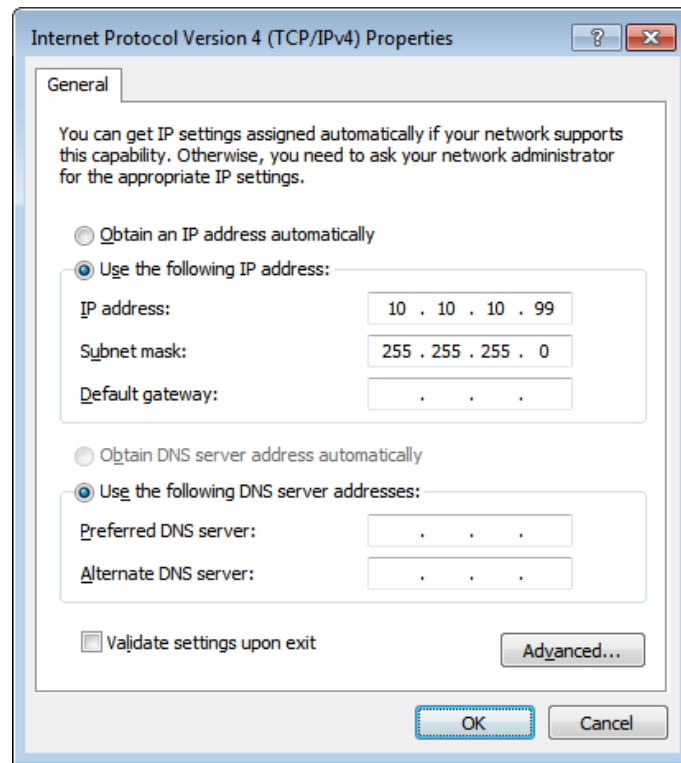 Internet Protocol Version 4 (TCP/IPv4) Properties
General
You can get IP settings assigned automatically if your network supports
this capability. Otherwise, you need to ask your network administrator
for the appropriate IP settings.
Obtain an IP address automatically
Use the following IP address:
IP address: 10 . 10 . 10 . 99
Subnet mask: 255 . 255 . 255 . 0
Default gateway: . . .
Obtain DNS server address automatically
Use the following DNS server addresses:
Preferred DNS server: . . .
Alternate DNS server: . . .
Validate settings upon exit
Advanced...
OK Cancel